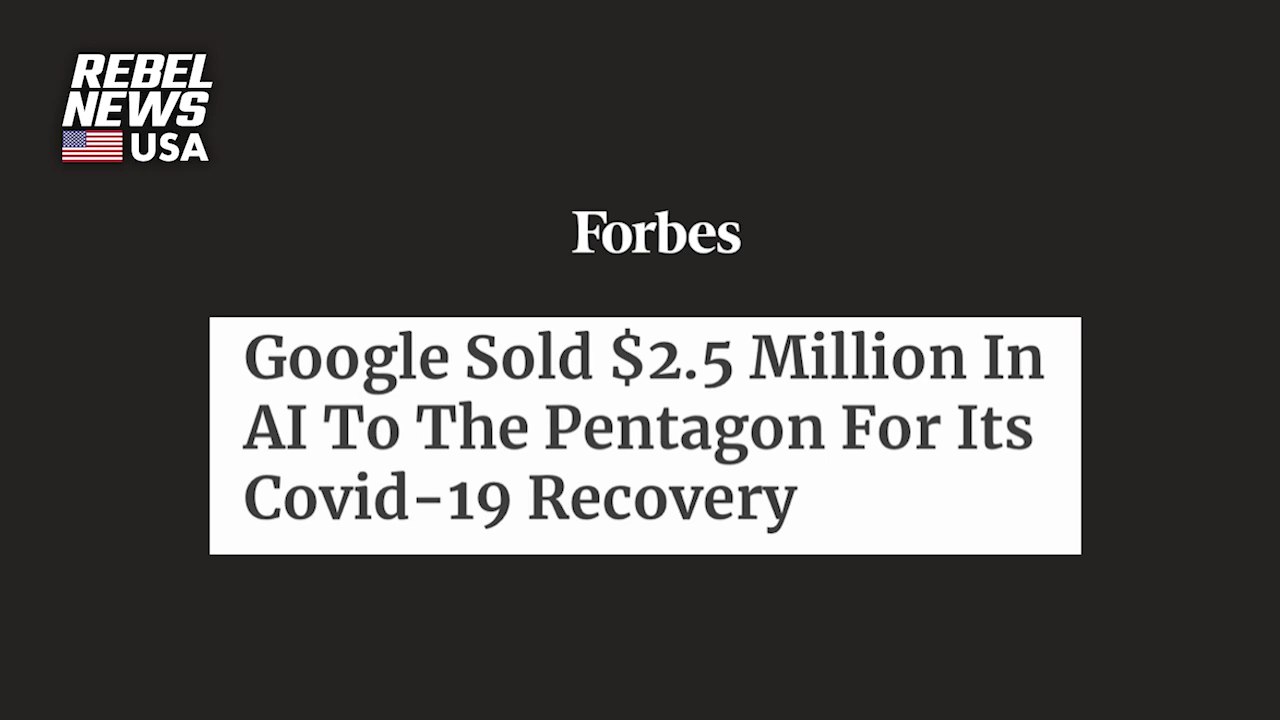 REBEL
NEWS
USA
Forbes
Google Sold $2.5 Million In
AI To The Pentagon For Its
Covid-19 Recovery